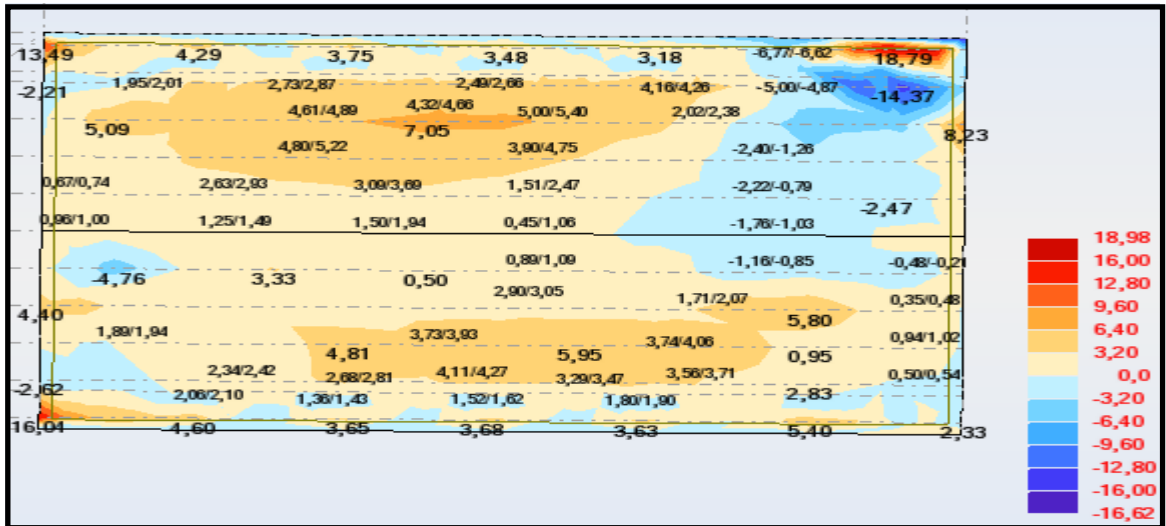 13,49 4,29 3,75 3,48 3,18 -6,77/-6,62 18,79
-2,21 1,95/2,01 2,73/2,87 2,49/2,66 4,16/4,26 -5,00/-4,87 -14,37
4,61/4,89 4,32/4,66 5,00/5,40 2,02/2,38
5,09 7,05 8,23
4,80/5,22 3,90/4,75 -2,40/-1,26
0,67/0,74 2,63/2,93 3,09/3,69 1,51/2,47 -2,22/-0,79
-2,47
0,96/1,00 1,25/1,49 1,50/1,94 0,45/1,06 -1,76/-1,03
18,98
0,89/1,09 -1,16/-0,85 -0,48/-0,21
16,00
-4,76 3,33 0,50
12,80
2,90/3,05 1,71/2,07 0,35/0,48
9,60
4,40 5,80
6,40
1,89/1,94 3,73/3,93 3,74/4,06 0,94/1,02
3,20
4,81 5,95 0,95
0,0
2,34/2,42 2,68/2,81 4,11/4,27 3,29/3,47 3,56/3,71 0,50/0,54
-2,62 2,06/2,10 1,36/1,43 1,52/1,62 1,80/1,90 2,83
-3,20
-6,40
16,01 4,60 3,65 3,68 3,63 5,40 2,33
-9,60
-12,80
-16,00
-16,62